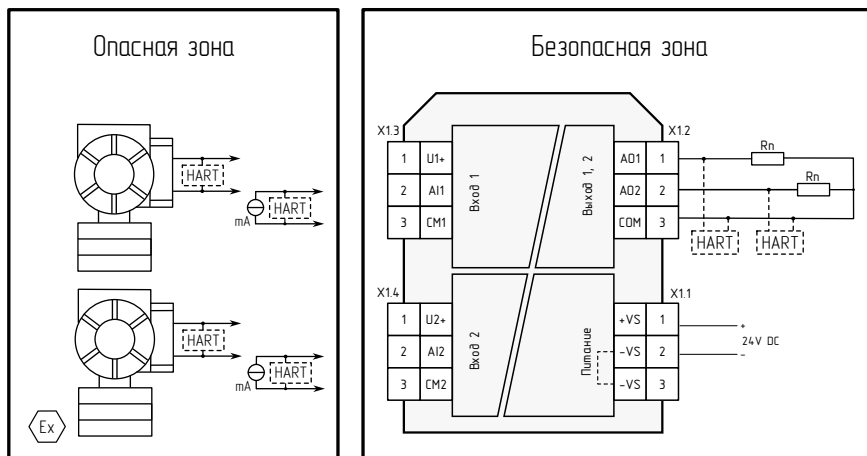 Опасная зона
HART
HART
mA
HART
HART
mA
Ex
Безопасная зона
X1.3
1 U1+
2 AI1
3 CM1
Вход 1
X1.4
1 U2+
2 AI2
3 CM2
Вход 2
Выход 1, 2
X1.2
AO1 1
AO2 2
COM 3
Rn
Rn
HART HART
Питание
X1.1
+VS 1
-VS 2
-VS 3
+
24V DC
-